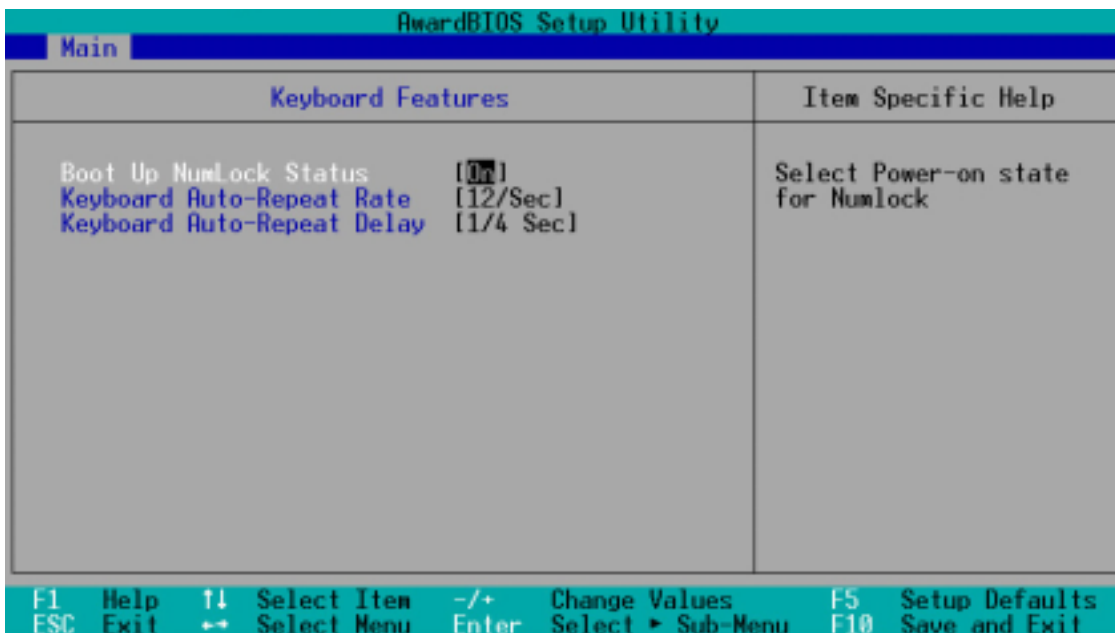 AwardBIOS Setup Utility
Main
Keyboard Features
Item Specific Help
Boot Up NumLock Status [On]
Keyboard Auto-Repeat Rate [12/Sec]
Keyboard Auto-Repeat Delay [1/4 Sec]
Select Power-on state
for Numlock
F1 Help ↑↓ Select Item -/+ Change Values F5 Setup Defaults
ESC Exit ←→ Select Menu Enter Select ► Sub-Menu F10 Save and Exit